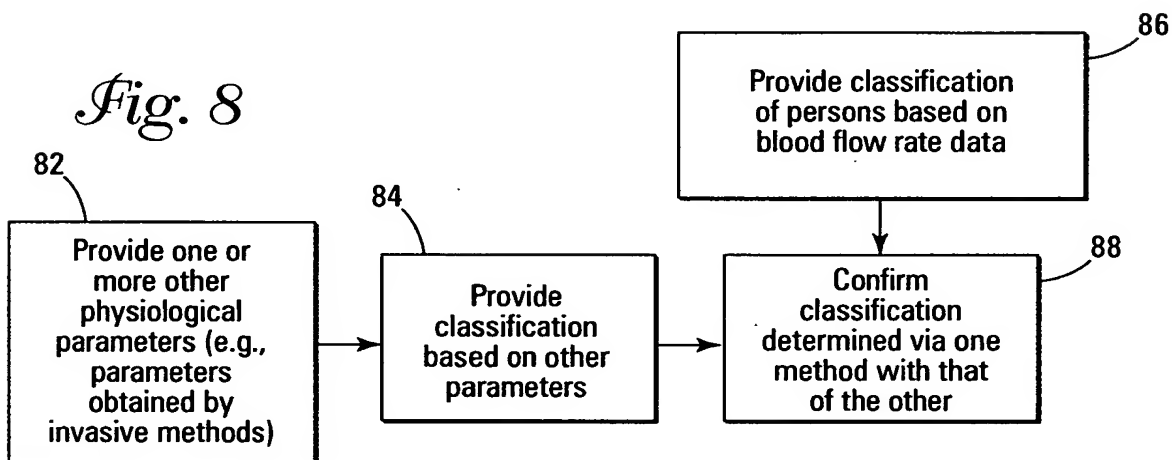 Fig. 8
86
Provide classification
of persons based on
blood flow rate data
82
Provide one or
more other
physiological
parameters (e.g.,
parameters
obtained by
invasive methods)
84
Provide
classification
based on other
parameters
88
Confirm
classification
determined via one
method with that
of the other